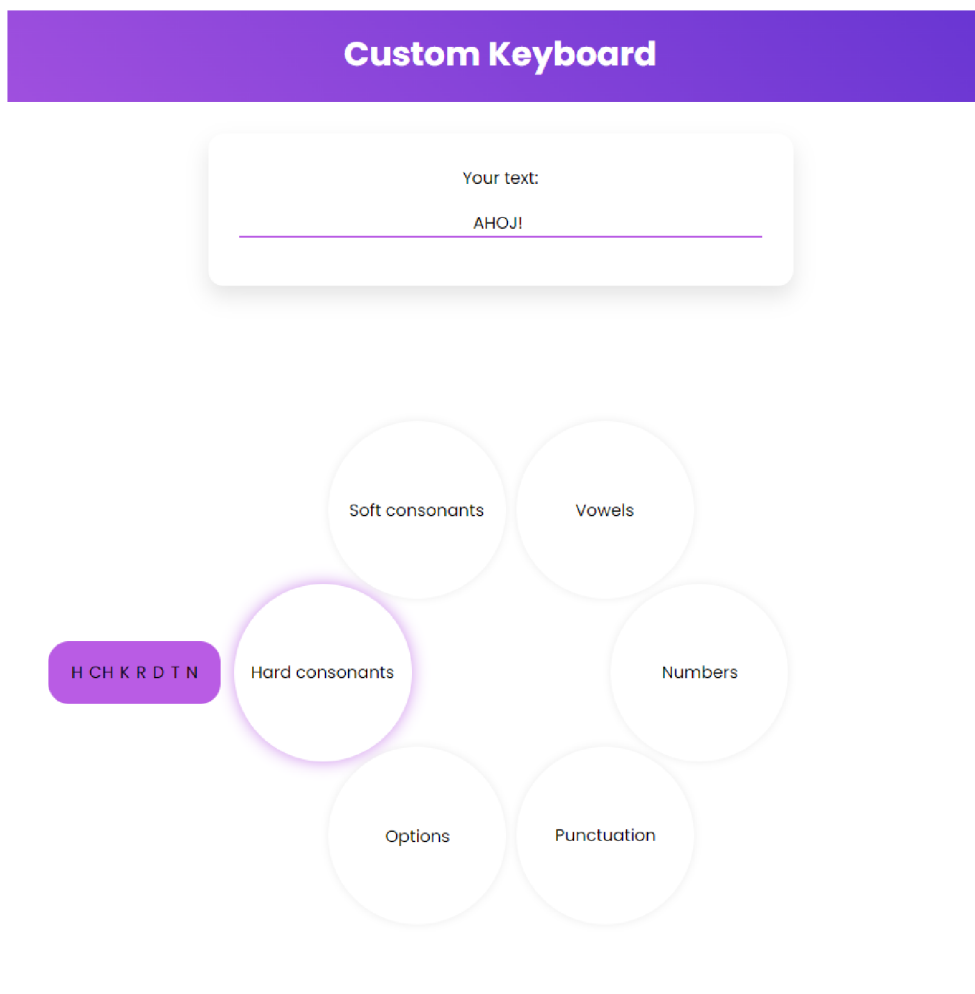 Custom Keyboard
Your text:
AHOJ!
Soft consonants
Vowels
H CH K R D T N
Hard consonants
Numbers
Options
Punctuation